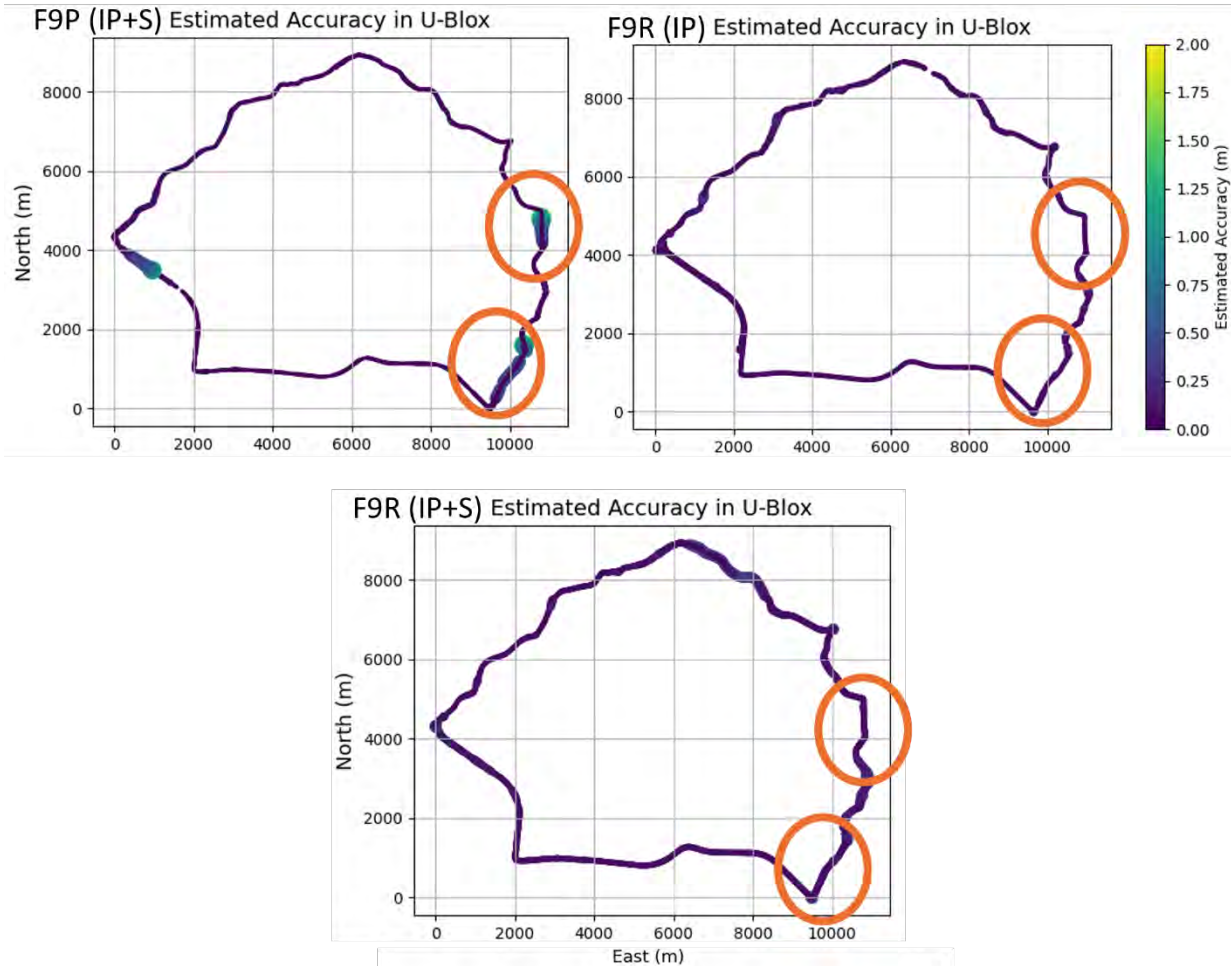 F9P (IP+S) Estimated Accuracy in U-Blox
North (m)
8000
6000
4000
2000
0
0 2000 4000 6000 8000 10000
F9R (IP) Estimated Accuracy in U-Blox
8000
6000
4000
2000
0
0 2000 4000 6000 8000 10000
2.00
1.75
1.50
1.25
1.00
0.75
0.50
0.25
0.00
Estimated Accuracy (m)
F9R (IP+S) Estimated Accuracy in U-Blox
North (m)
8000
6000
4000
2000
0
0 2000 4000 6000 8000 10000
East (m)